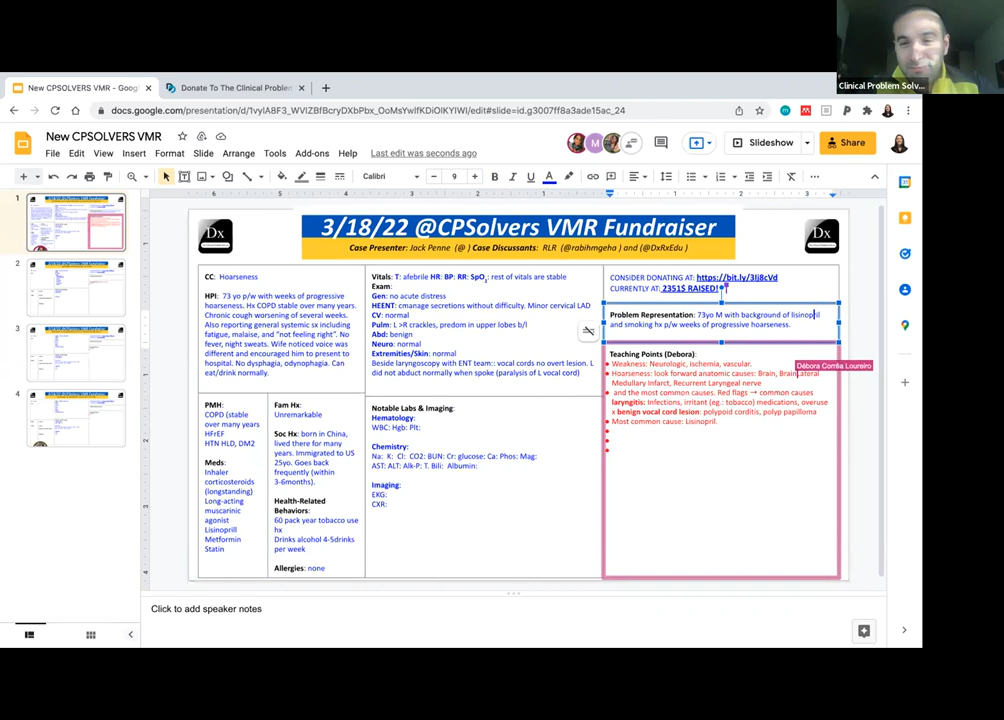 Clinical Problem Solv...
New CPSOLVERS VMR - Goog
Donate To The Clinical Problem
docs.google.com/presentation/d/1vylA8F3_WVIZBfBcryDXbPbx_OoMsYwlfKDiOlKYIWI/edit#slide=id.g3007ff8a3ade15ac_24
New CPSOLVERS VMR
File Edit View Insert Format Slide Arrange Tools Add-ons Help Last edit was seconds ago
M
Slideshow
Share
Calibri
9
B I U A
1
2
3
4
Dx
3/18/22 @CPSolvers VMR Fundraiser
Case Presenter: Jack Penne (@ ) Case Discussants: RLR (@rabihmgeha ) and (@DxRxEdu )
Dx
CC: Hoarseness
HPI: 73 yo p/w with weeks of progressive
hoarseness. Hx COPD stable over many years.
Chronic cough worsening of several weeks.
Also reporting general systemic sx including
fatigue, malaise, and "not feeling right". No
fever, night sweats. Wife noticed voice was
different and encouraged him to present to
hospital. No dysphagia, odynophagia. Can
eat/drink normally.
PMH:
COPD (stable
over many years
HFrEF
HTN HLD, DM2
Meds:
Inhaler
corticosteroids
(longstanding)
Long-acting
muscarinic
agonist
Lisinoprill
Metformin
Statin
Fam Hx:
Unremarkable
Soc Hx: born in China,
lived there for many
years. Immigrated to US
25yo. Goes back
frequently (within
3-6months).
Health-Related
Behaviors:
60 pack year tobacco use
hx
Drinks alcohol 4-5drinks
per week
Allergies: none
Vitals: T: afebrile HR: BP: RR: SpO2: rest of vitals are stable
Exam:
Gen: no acute distress
HEENT: cmanage secretions without difficulty. Minor cervical LAD
CV: normal
Pulm: L >R crackles, predom in upper lobes b/l
Abd: benign
Neuro: normal
Extremities/Skin: normal
Beside laryngoscopy with ENT team:: vocal cords no overt lesion. L
did not abduct normally when spoke (paralysis of L vocal cord)
Notable Labs & Imaging:
Hematology:
WBC: Hgb: Plt:
Chemistry:
Na: K: Cl: CO2: BUN: Cr: glucose: Ca: Phos: Mag:
AST: ALT: Alk-P: T. Bili: Albumin:
Imaging:
EKG:
CXR:
CONSIDER DONATING AT: https://bit.ly/3Ij8cVd
CURRENTLY AT: 2351$ RAISED!
Problem Representation: 73yo M with background of lisinopril
and smoking hx p/w weeks of progressive hoarseness.
Teaching Points (Debora):
Weakness: Neurologic, ischemia, vascular.
Débora Corrêa Loureiro
Hoarseness: look forward anatomic causes: Brain, BrainLateral
Medullary Infarct, Recurrent Laryngeal nerve
and the most common causes. Red flags → common causes
laryngitis: Infections, irritant (eg.: tobacco) medications, overuse
x benign vocal cord lesion: polypoid corditis, polyp papilloma
Most common cause: Lisinopril.
Click to add speaker notes